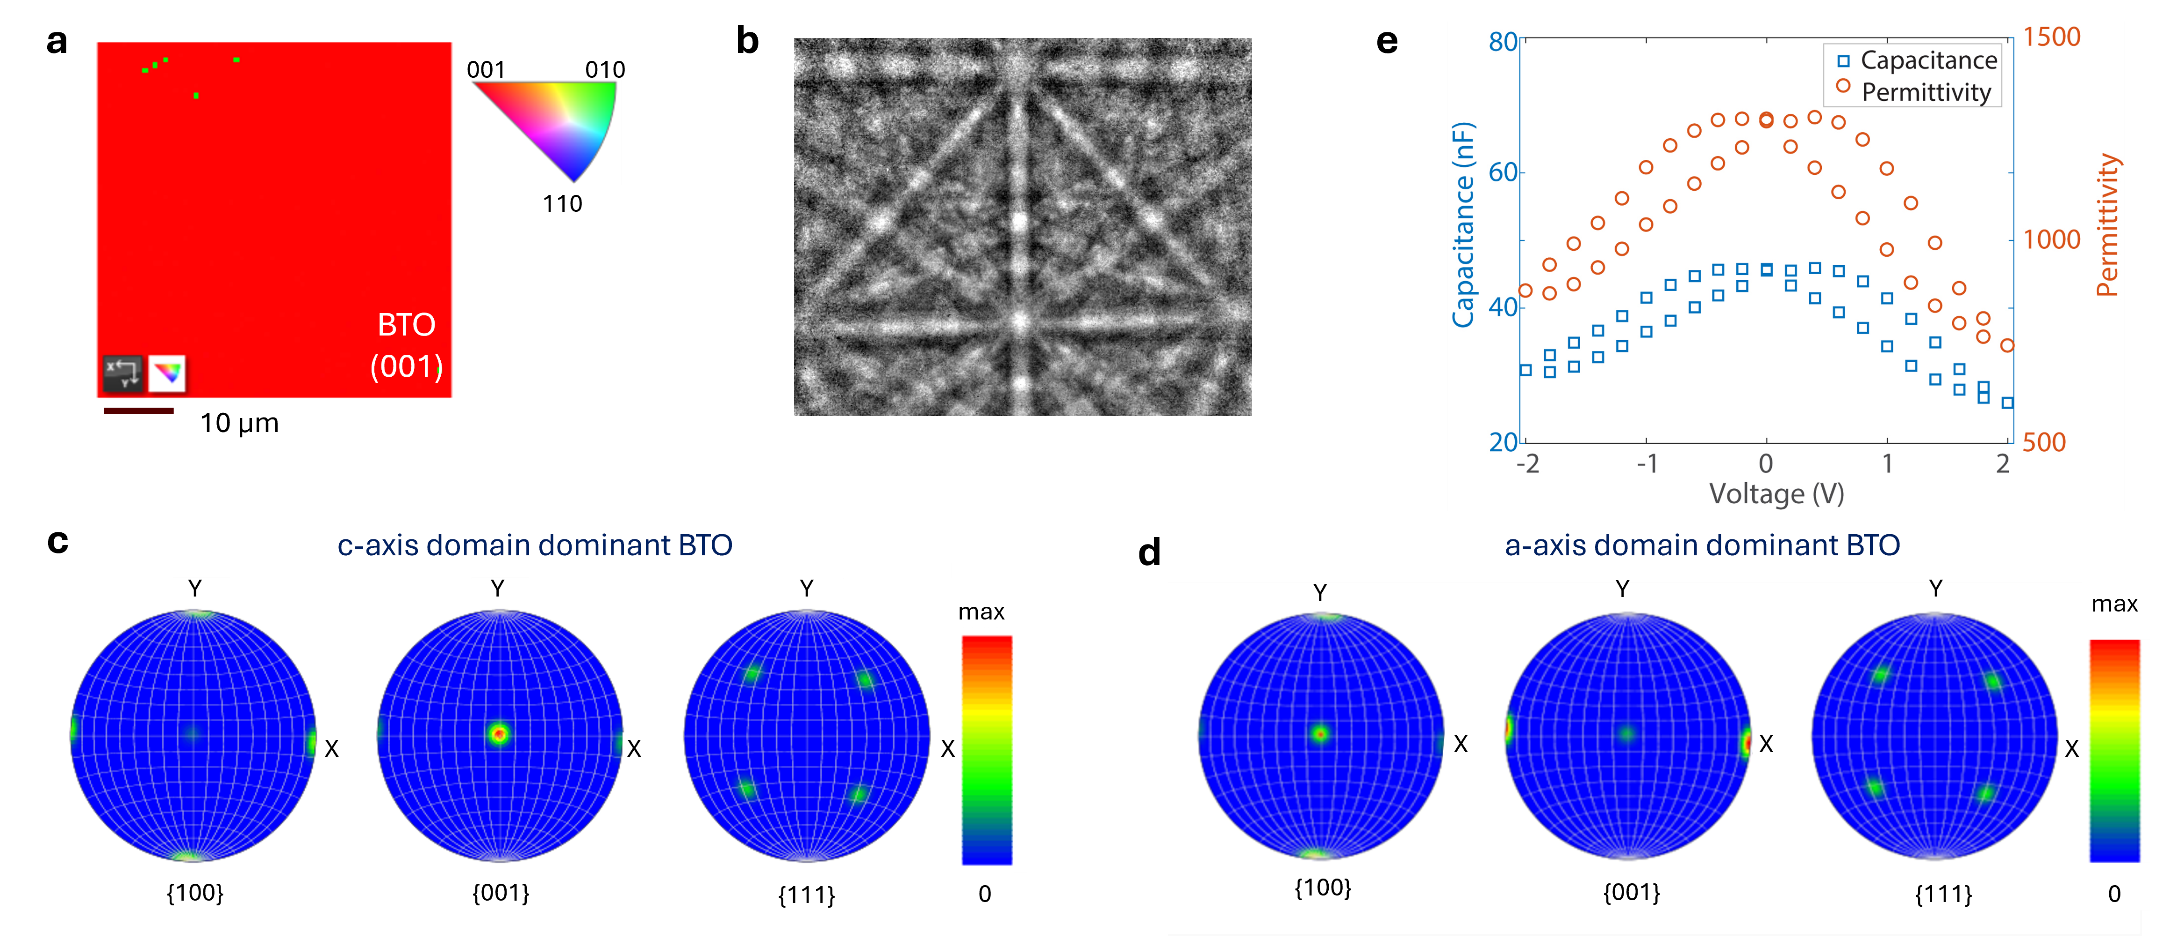 a
001 010
110
BTO
(001)
X
Y
10 μm
b
e
80
60
40
20
Capacitance (nF)
1500
1000
500
Permittivity
Capacitance
Permittivity
-2 -1 0 1 2
Voltage (V)
c
c-axis domain dominant BTO
Y Y Y
X X X
{100} {001} {111}
max
0
d
a-axis domain dominant BTO
Y Y Y
X X X
{100} {001} {111}
max
0